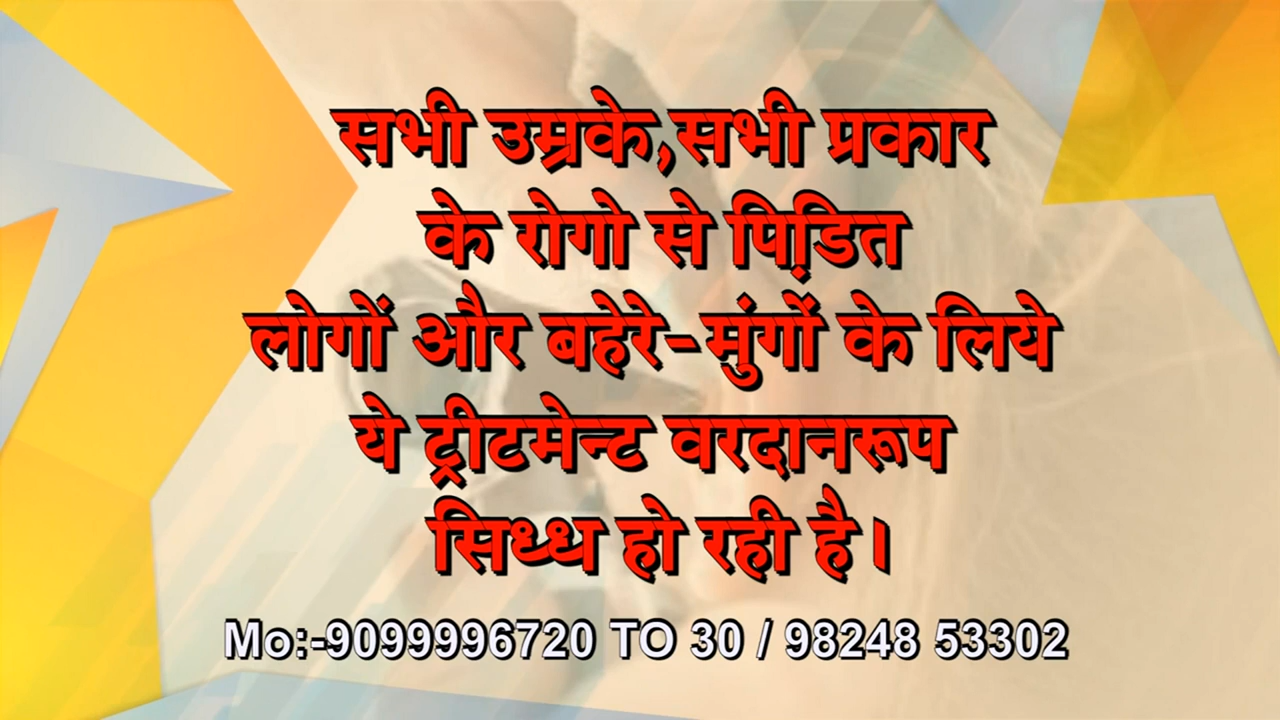 सभी उम्रके,सभी प्रकार
के रोगो से पिड़ित
लोगों और बहेरे-मुंगों के लिये
ये ट्रीटमेन्ट वरदानरूप
सिध्ध हो रही है।
Mo:-9099996720 TO 30 / 98248 53302